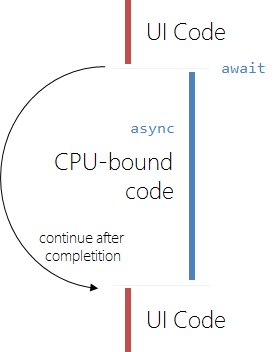 UI Code
await
async
CPU-bound
code
continue after
completition
UI Code